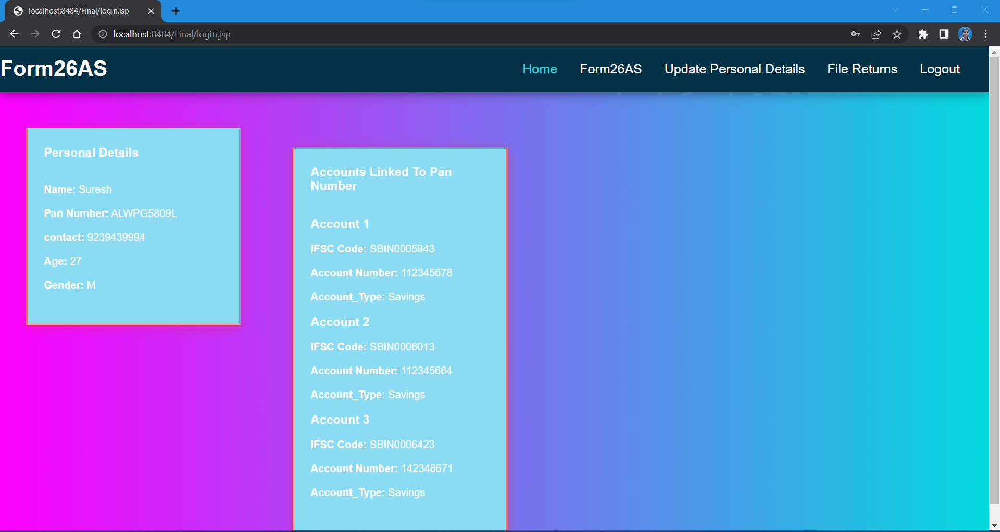 localhost:8484/Final/login.jsp
localhost:8484/Final/login.jsp
Form26AS
Home Form26AS Update Personal Details File Returns Logout
Personal Details
Name: Suresh
Pan Number: ALWPG5809L
contact: 9239439994
Age: 27
Gender: M
Accounts Linked To Pan
Number
Account 1
IFSC Code: SBIN0005943
Account Number: 112345678
Account_Type: Savings
Account 2
IFSC Code: SBIN0006013
Account Number: 112345664
Account_Type: Savings
Account 3
IFSC Code: SBIN0006423
Account Number: 142348671
Account_Type: Savings